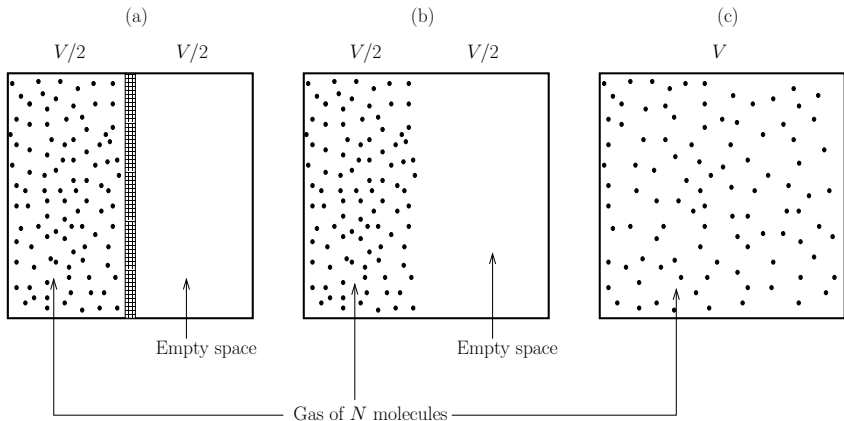 (a)
(b)
(c)
V/2
V/2
V/2
V/2
V
Empty space
Empty space
Gas of N molecules